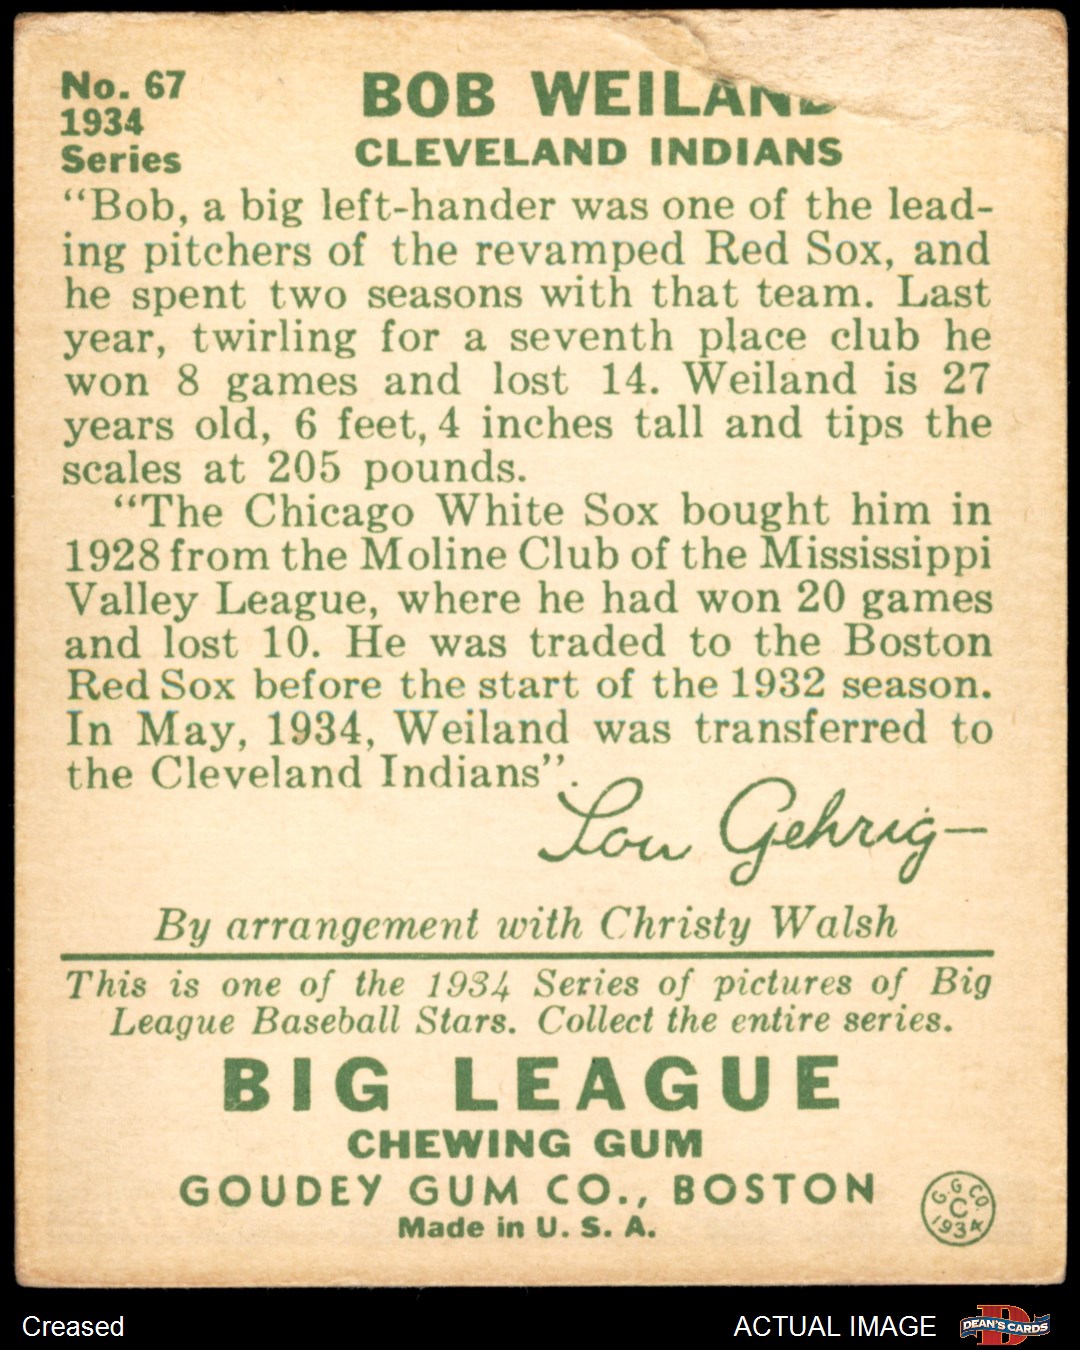 No. 67
1934
Series
BOB WEILAND
CLEVELAND INDIANS
“Bob, a big left-hander was one of the lead-
ing pitchers of the revamped Red Sox, and
he spent two seasons with that team. Last
year, twirling for a seventh place club he
won 8 games and lost 14. Weiland is 27
years old, 6 feet, 4 inches tall and tips the
scales at 205 pounds.
“The Chicago White Sox bought him in
1928 from the Moline Club of the Mississippi
Valley League, where he had won 20 games
and lost 10. He was traded to the Boston
Red Sox before the start of the 1932 season.
In May, 1934, Weiland was transferred to
the Cleveland Indians”.
Lou Gehrig—
By arrangement with Christy Walsh
This is one of the 1934 Series of pictures of Big
League Baseball Stars. Collect the entire series.
BIG LEAGUE
CHEWING GUM
GOUDEY GUM CO., BOSTON
Made in U. S. A.
G. G. CO.
C
1934
Creased
ACTUAL IMAGE
DEAN'S CARDS